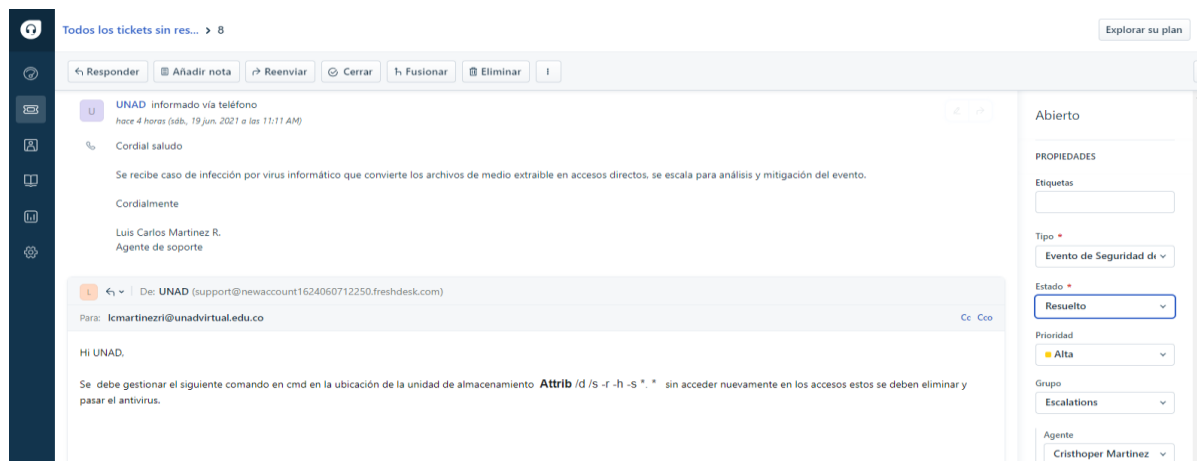 Todos los tickets sin res... > 8
Explorar su plan
Responder
Añadir nota
Reenviar
Cerrar
Fusionar
Eliminar
U
UNAD informado vía teléfono
hace 4 horas (sáb., 19 jun. 2021 a las 11:11 AM)
Cordial saludo
Se recibe caso de infección por virus informático que convierte los archivos de medio extraible en accesos directos, se escala para análisis y mitigación del evento.
Cordialmente
Luis Carlos Martinez R.
Agente de soporte
L
De: UNAD (support@newaccount1624060712250.freshdesk.com)
Para: lcmartinezri@unadvirtual.edu.co
Cc Cco
Hi UNAD,
Se debe gestionar el siguiente comando en cmd en la ubicación de la unidad de almacenamiento Attrib /d /s -r -h -s *. * sin acceder nuevamente en los accesos estos se deben eliminar y
pasar el antivirus.
Abierto
PROPIEDADES
Etiquetas
Tipo *
Evento de Seguridad de
Estado *
Resuelto
Prioridad
Alta
Grupo
Escalations
Agente
Cristhoper Martinez